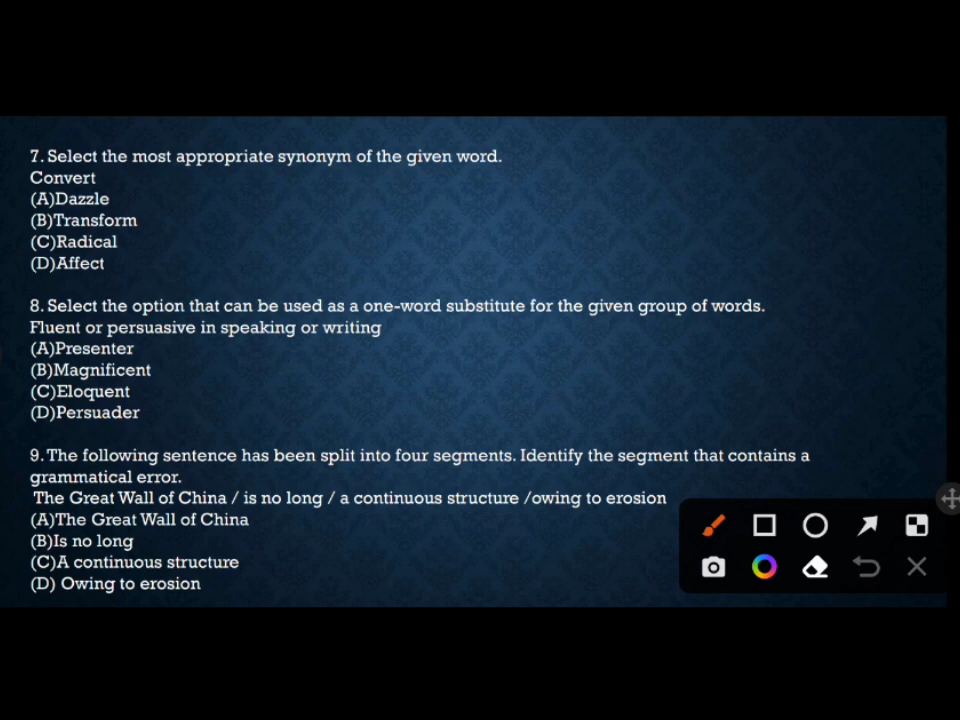 7. Select the most appropriate synonym of the given word.
Convert
(A)Dazzle
(B)Transform
(C)Radical
(D)Affect
8. Select the option that can be used as a one-word substitute for the given group of words.
Fluent or persuasive in speaking or writing
(A)Presenter
(B)Magnificent
(C)Eloquent
(D)Persuader
9. The following sentence has been split into four segments. Identify the segment that contains a
grammatical error.
The Great Wall of China / is no long / a continuous structure /owing to erosion
(A)The Great Wall of China
(B)Is no long
(C)A continuous structure
(D) Owing to erosion